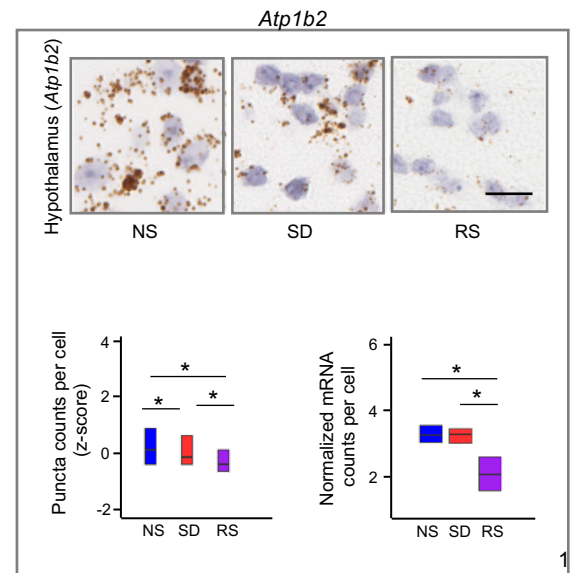 Atp1b2
Hypothalamus (Atp1b2)
NS SD RS
Puncta counts per cell
(z-score)
4
2
0
-2
* * *
NS SD RS
Normalized mRNA
counts per cell
6
4
2
* *
NS SD RS
1